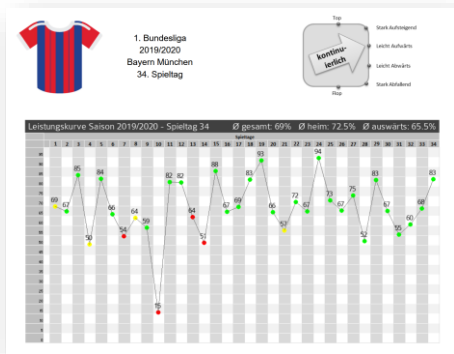 1. Bundesliga
2019/2020
Bayern München
34. Spieltag
Top
Stark Aufsteigend
Leicht Aufwärts
kontinu-
ierlich
Leicht Abwärts
Stark Abfallend
Flop
Leistungskurve Saison 2019/2020 - Spieltag 34 Ø gesamt: 69% Ø heim: 72.5% Ø auswärts: 65.5%
Spieltage
1 2 3 4 5 6 7 8 9 10 11 12 13 14 15 16 17 18 19 20 21 22 23 24 25 26 27 28 29 30 31 32 33 34
69 67 85 50 84 66 54 64 59 15 82 82 64 51 88 67 69 83 93 66 57 72 67 94 73 67 75 52 83 67 55 60 68 83